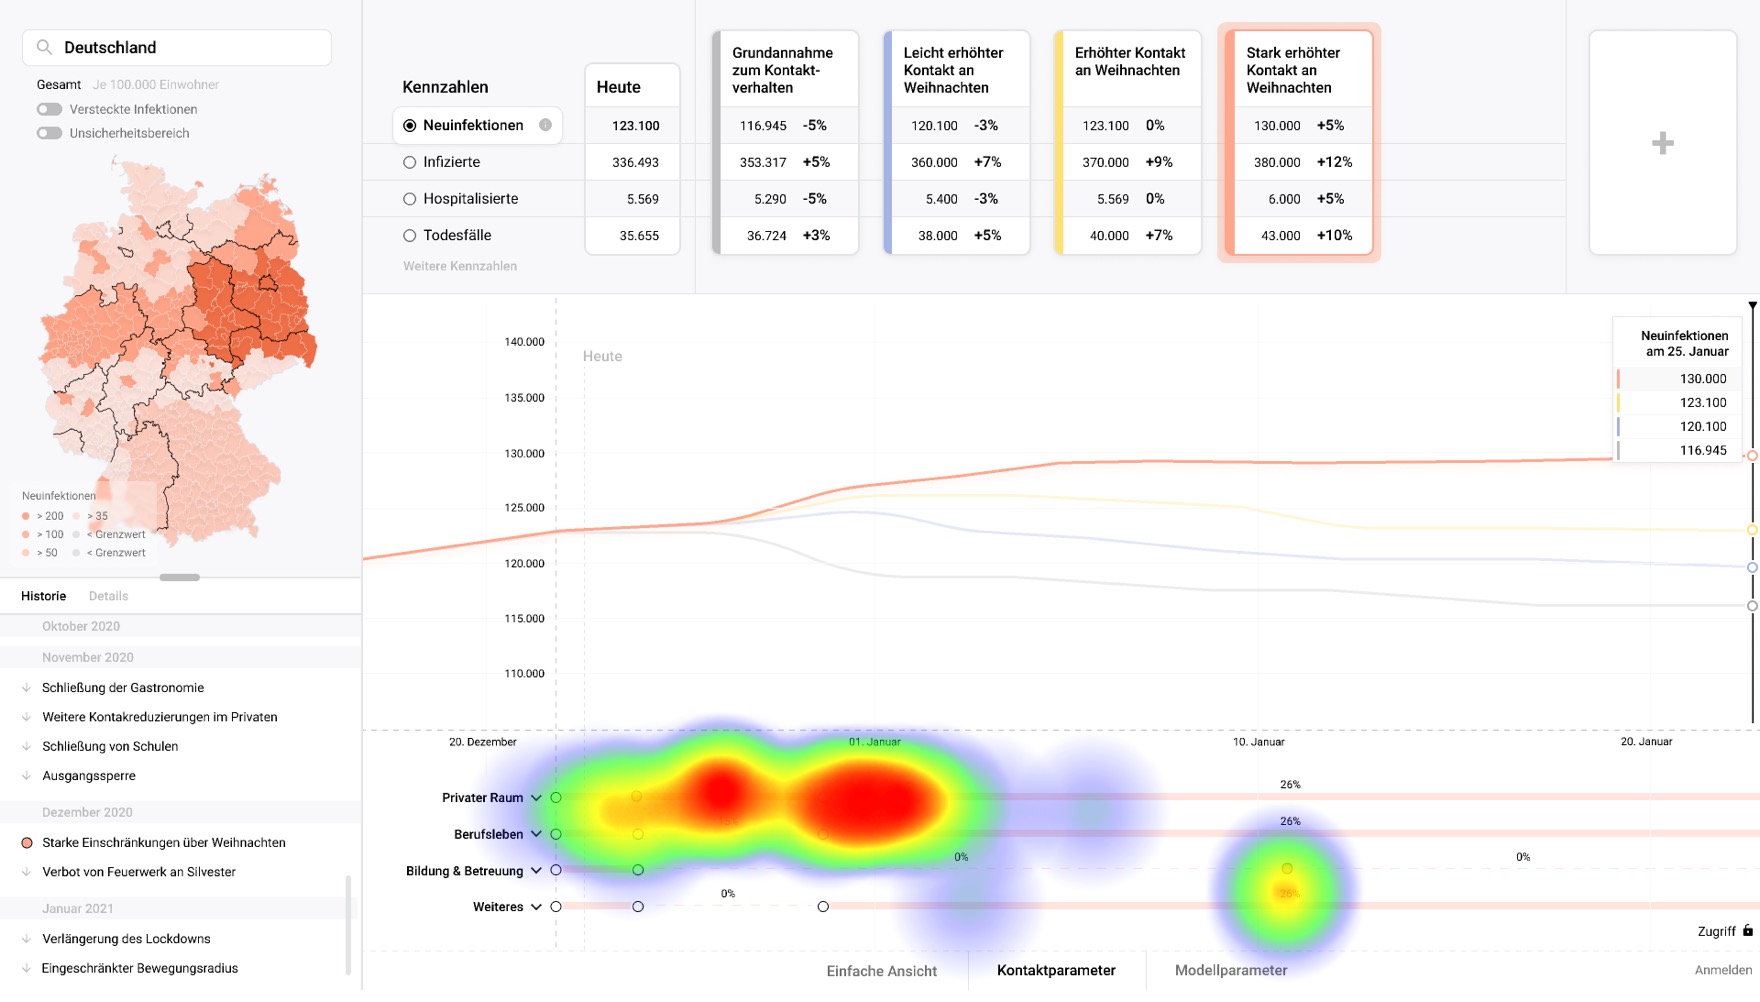 Deutschland
Gesamt Je 100.000 Einwohner
Versteckte Infektionen
Unsicherheitsbereich
Neuinfektionen
> 200 > 35
> 100 < Grenzwert
> 50 < Grenzwert
Historie Details
Oktober 2020
November 2020
Schließung der Gastronomie
Weitere Kontakreduzierungen im Privaten
Schließung von Schulen
Ausgangssperre
Dezember 2020
Starke Einschränkungen über Weihnachten
Verbot von Feuerwerk an Silvester
Januar 2021
Verlängerung des Lockdowns
Eingeschränkter Bewegungsradius
Kennzahlen
Neuinfektionen
Infizierte
Hospitalisierte
Todesfälle
Weitere Kennzahlen
Heute
123.100
336.493
5.569
35.655
Grundannahme
zum Kontakt-
verhalten
116.945 -5%
353.317 +5%
5.290 -5%
36.724 +3%
Leicht erhöhter
Kontakt an
Weihnachten
120.100 -3%
360.000 +7%
5.400 -3%
38.000 +5%
Erhöhter Kontakt
an Weihnachten
123.100 0%
370.000 +9%
5.569 0%
40.000 +7%
Stark erhöhter
Kontakt an
Weihnachten
130.000 +5%
380.000 +12%
6.000 +5%
43.000 +10%
140.000
135.000
130.000
125.000
120.000
115.000
110.000
Heute
Neuinfektionen
am 25. Januar
130.000
123.100
120.100
116.945
20. Dezember 01. Januar 10. Januar 20. Januar
26%
Privater Raum
26%
Berufsleben
0% 0%
Bildung & Betreuung
0% 26%
Weiteres
Zugriff
Einfache Ansicht Kontaktparameter Modellparameter Anmelden